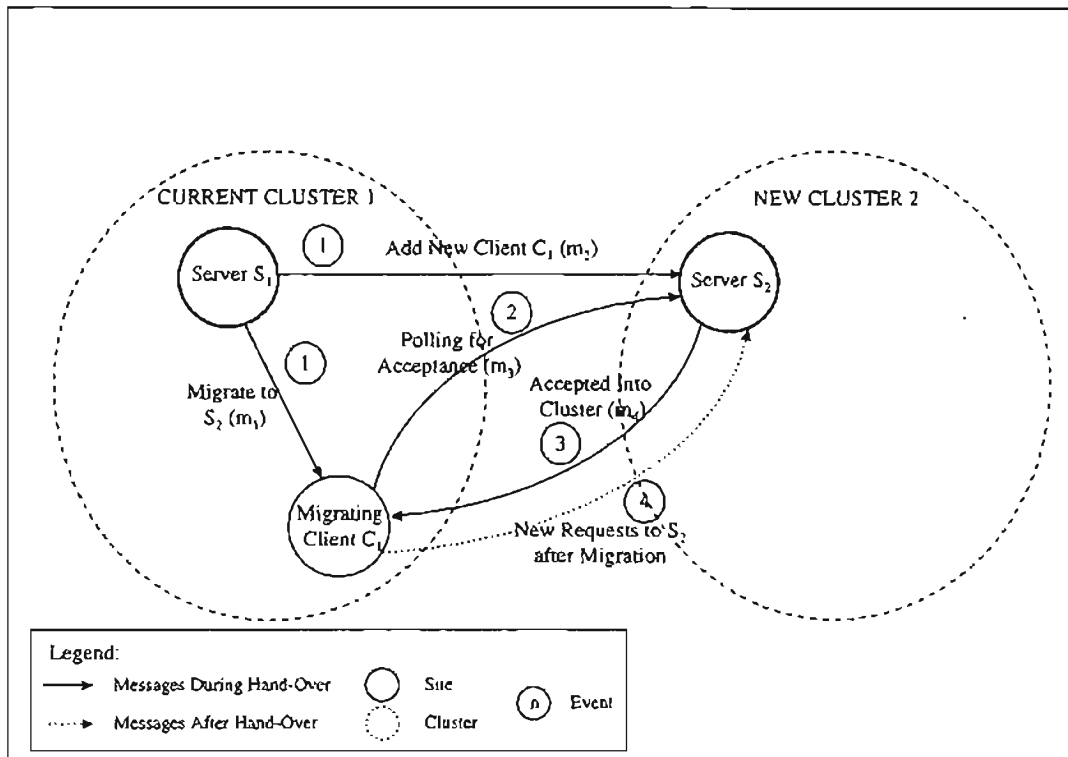 CURRENT CLUSTER 1
NEW CLUSTER 2
1
Add New Client C₁ (m₂)
Server S₁
Server S₂
2
Polling for
Acceptance (m₃)
1
Migrate to
S₂ (m₁)
Accepted Into
Cluster (m₄)
3
4
Migrating
Client C₁
New Requests to S₂
after Migration
Legend:
Messages During Hand-Over
Site
n
Event
Messages After Hand-Over
Cluster